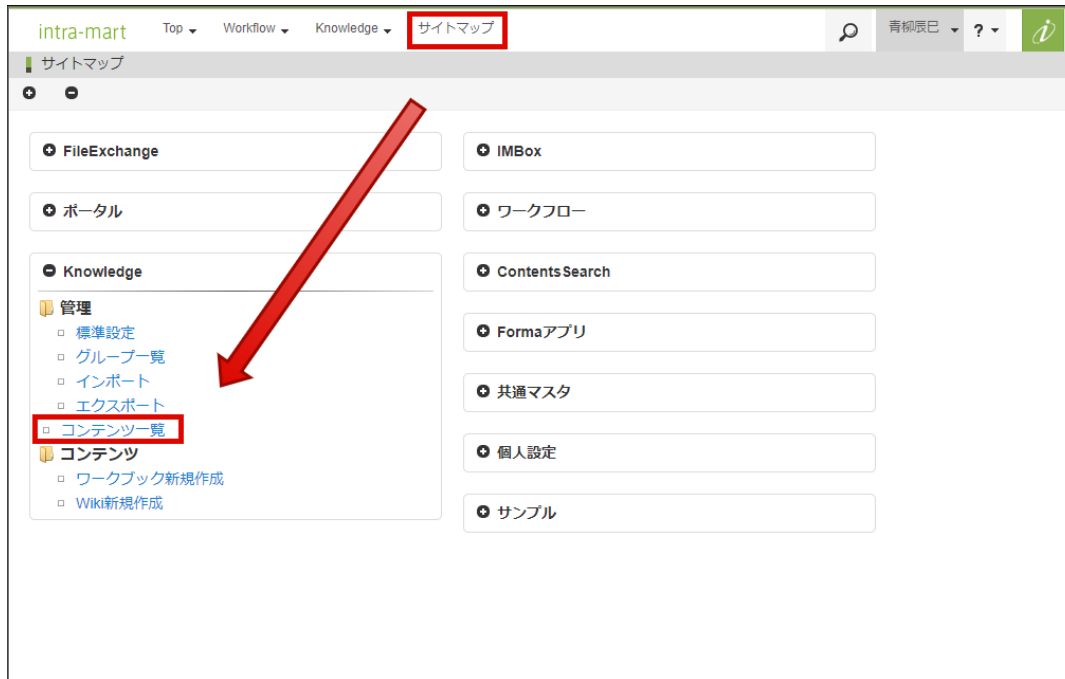 intra-mart Top Workflow Knowledge サイトマップ 青柳辰巳 ?
サイトマップ
FileExchange
ポータル
Knowledge
管理
標準設定
グループ一覧
インポート
エクスポート
コンテンツ一覧
コンテンツ
ワークブック新規作成
Wiki新規作成
IMBox
ワークフロー
ContentsSearch
Formaアプリ
共通マスタ
個人設定
サンプル